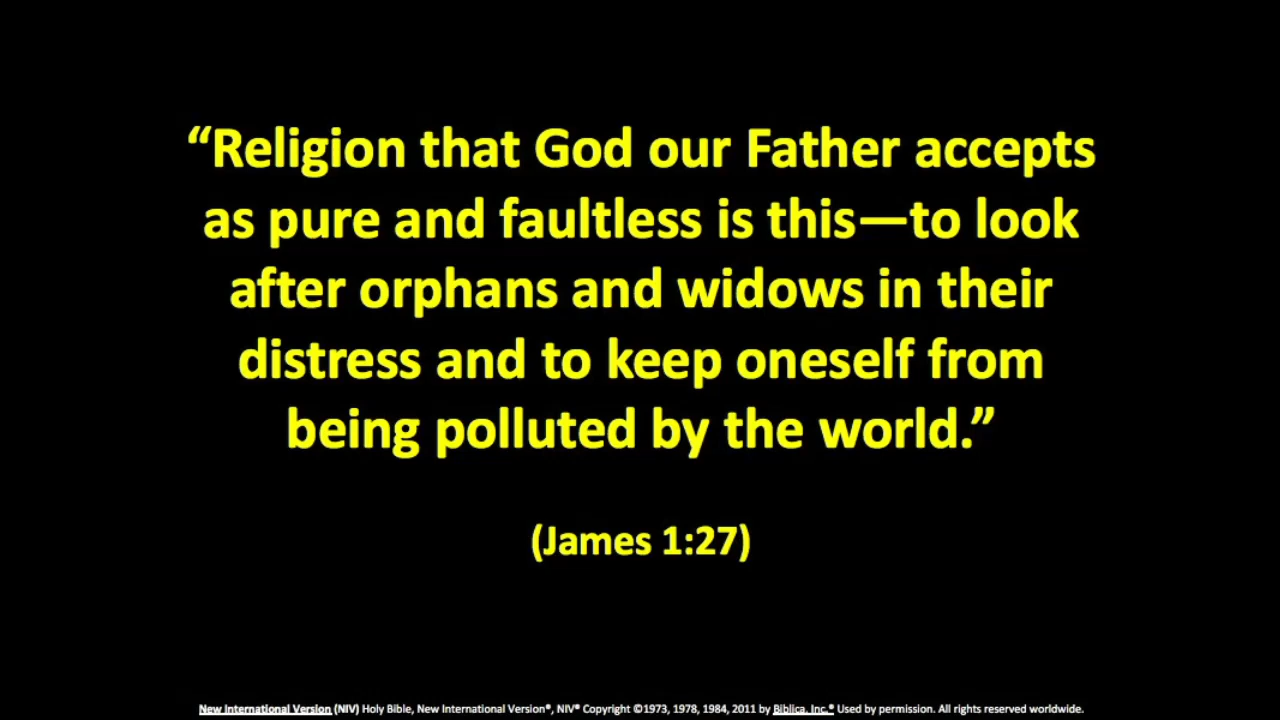 “Religion that God our Father accepts
as pure and faultless is this—to look
after orphans and widows in their
distress and to keep oneself from
being polluted by the world.”
(James 1:27)
New International Version (NIV) Holy Bible, New International Version®, NIV® Copyright ©1973, 1978, 1984, 2011 by Biblica, Inc.® Used by permission. All rights reserved worldwide.